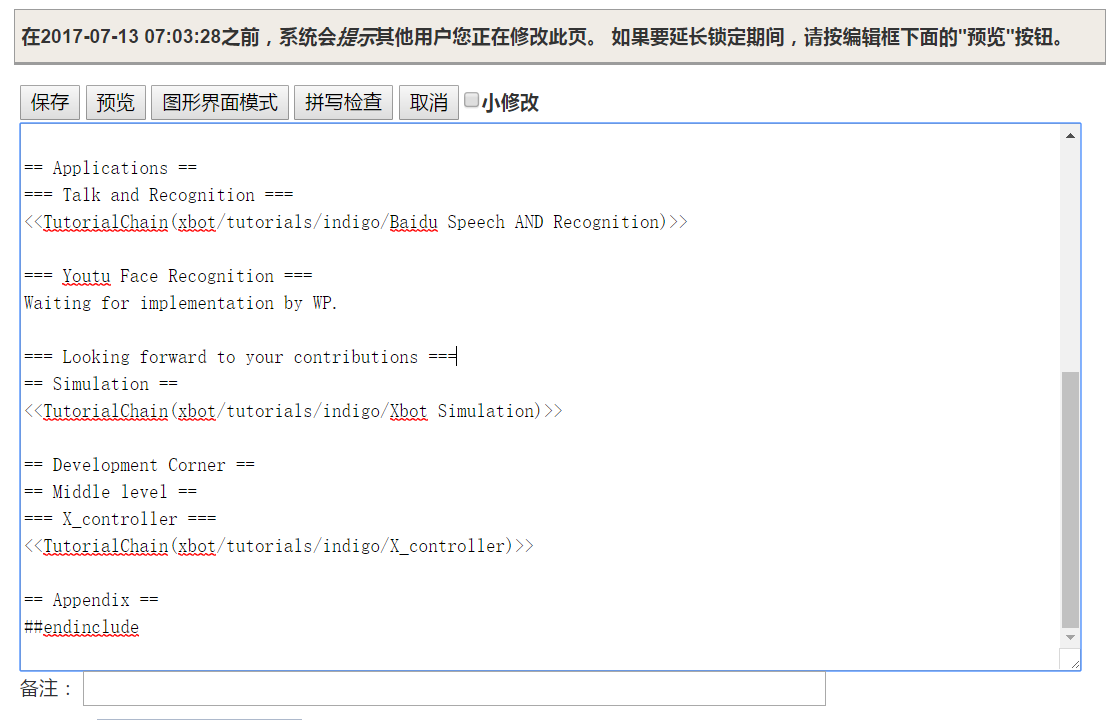 在2017-07-13 07:03:28之前，系统会提示其他用户您正在修改此页。 如果要延长锁定期间，请按编辑框下面的"预览"按钮。
保存 预览 图形界面模式 拼写检查 取消 小修改
== Applications ==
=== Talk and Recognition ===
<<TutorialChain(xbot/tutorials/indigo/Baidu Speech AND Recognition)>>
=== Youtu Face Recognition ===
Waiting for implementation by WP.
=== Looking forward to your contributions ===
== Simulation ==
<<TutorialChain(xbot/tutorials/indigo/Xbot Simulation)>>
== Development Corner ==
== Middle level ==
=== X_controller ===
<<TutorialChain(xbot/tutorials/indigo/X_controller)>>
== Appendix ==
##endinclude
备注：